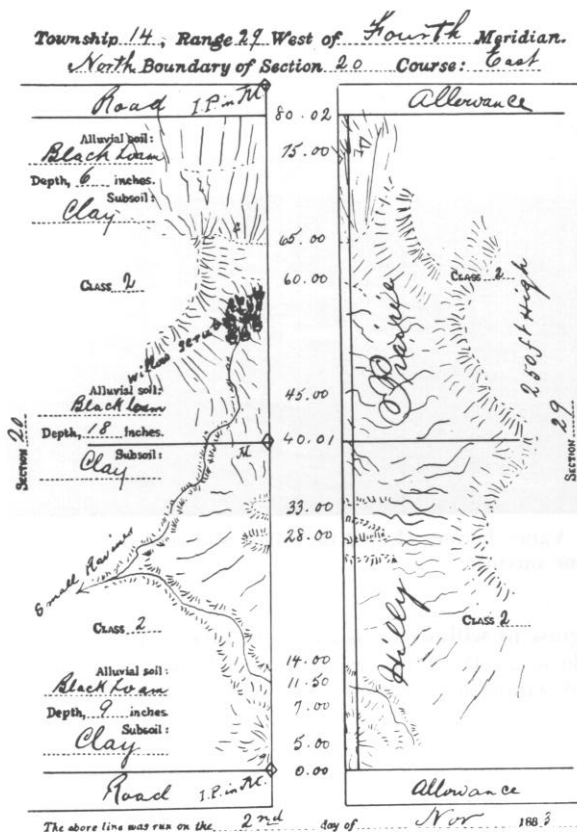 Township 14, Range 29 West of Fourth Meridian.
North Boundary of Section 20 Course: East
Road I.P. in M. 80.02 Allowance
Alluvial soil:
Black Loam
75.00
Depth, 6 inches.
Subsoil:
Clay
65.00
60.00
CLASS 2
CLASS 2
250 ft High
Willow Scrub
Prairie
Alluvial soil:
Black Loam
45.00
Depth, 18 Inches.
SECTION 20
40.01
SECTION 29
Subsoil:
Clay
M.
33.00
28.00
Small Ravines
Hilly
CLASS 2
CLASS 2
14.00
Alluvial soil:
Black Loam
11.50
Depth, 9 inches.
7.00
Subsoil:
Clay
5.00
0.00
Road I.P. in M. Allowance
The above line was run on the 2nd day of Nov 1883